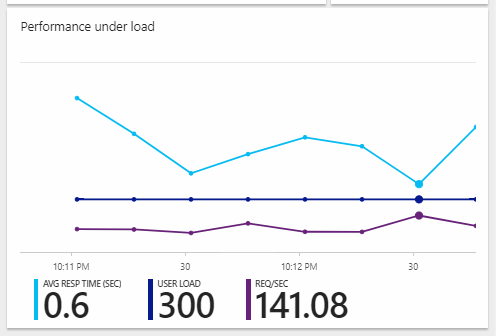 Performance under load
10:11 PM 30 10:12 PM 30
AVG RESP TIME (SEC) USER LOAD REQ/SEC
0.6 300 141.08